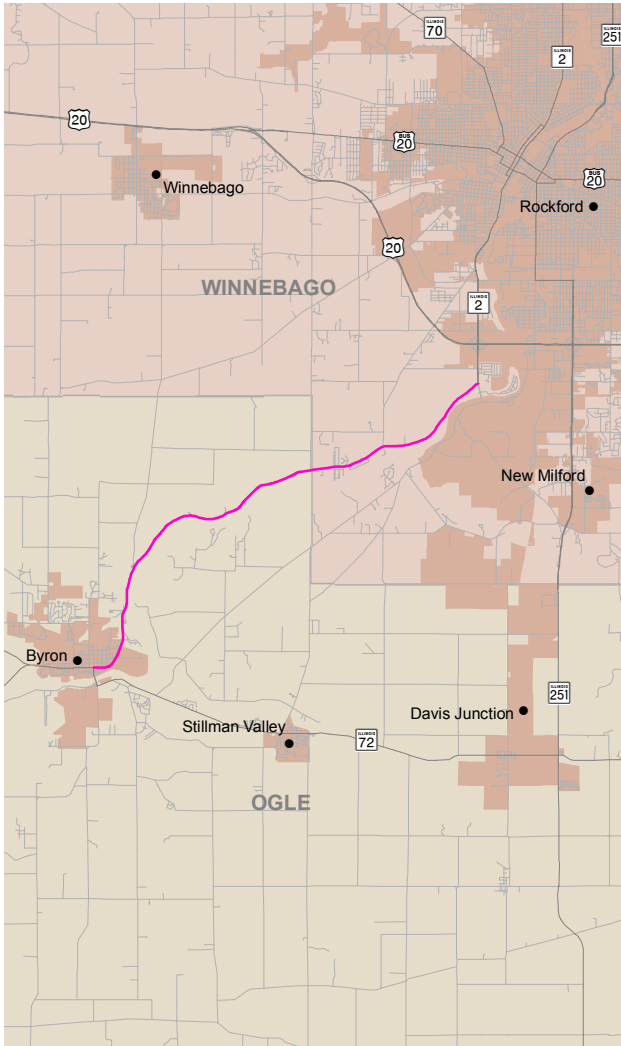 ILLINOIS
70
ILLINOIS
2
ILLINOIS
251
20
BUS
20
BUS
20
Winnebago
Rockford
20
WINNEBAGO
ILLINOIS
2
New Milford
Byron
ILLINOIS
251
Davis Junction
Stillman Valley
ILLINOIS
72
OGLE